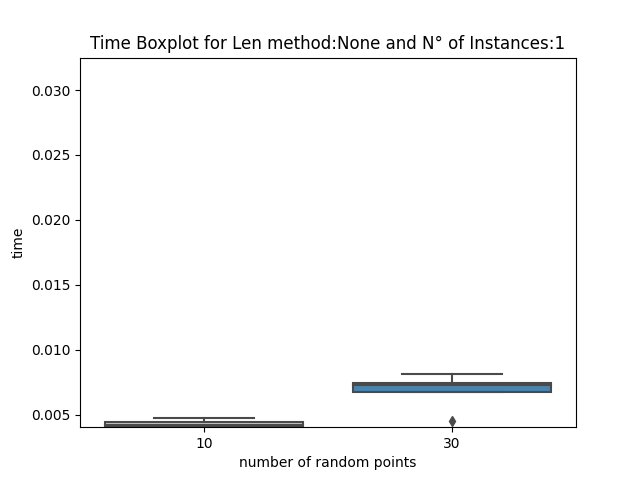 Time Boxplot for Len method:None and N° of Instances:1
0.030
0.025
0.020
0.015
0.010
0.005
time
10 30
number of random points